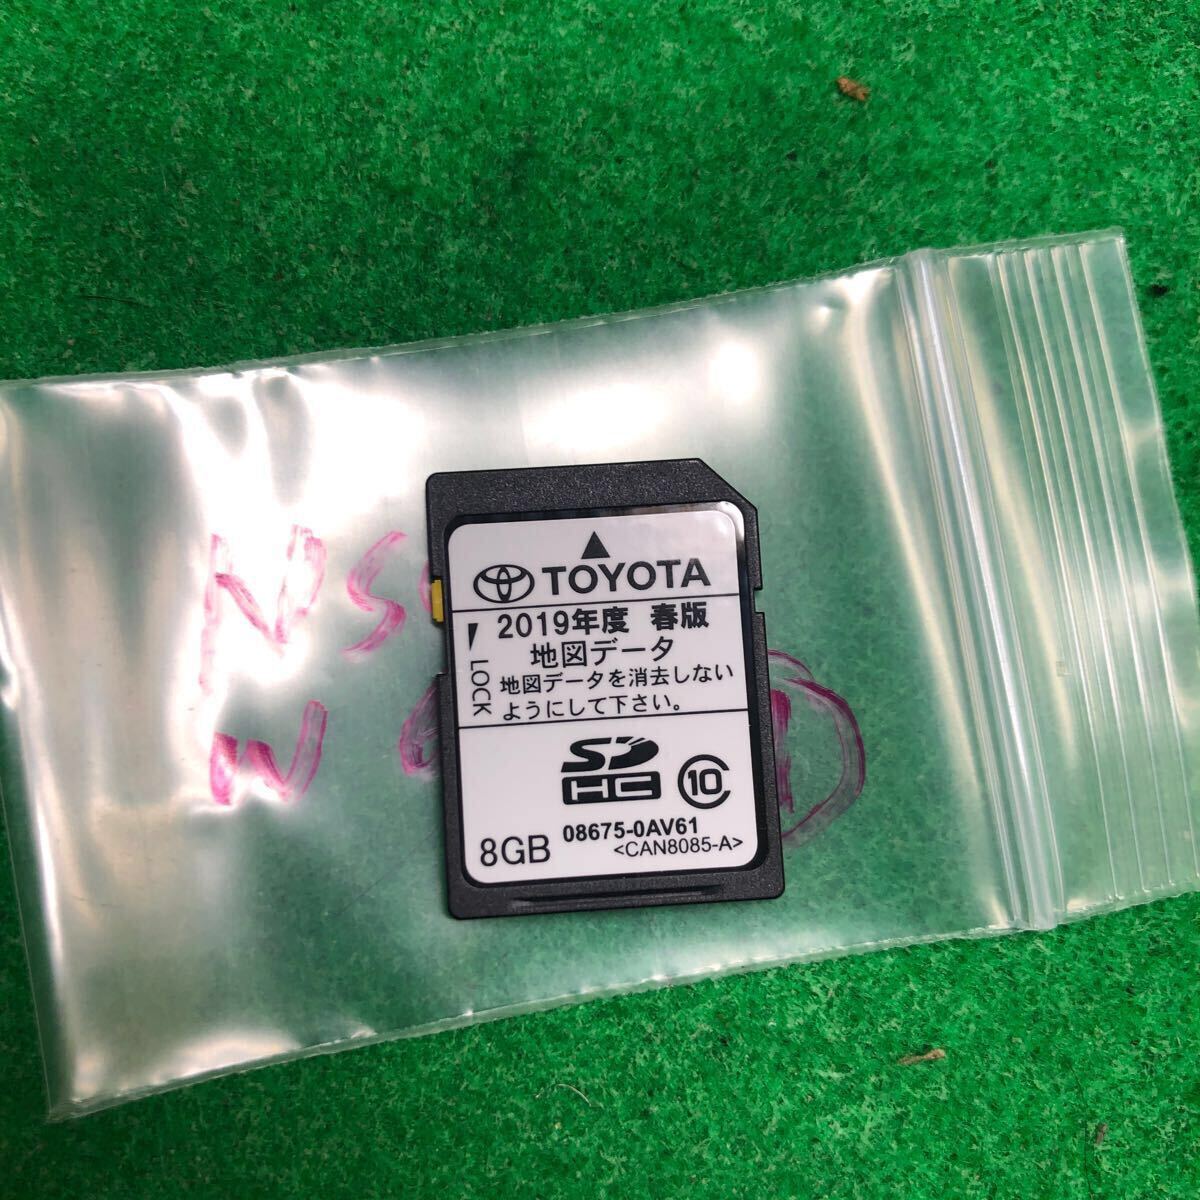 TOYOTA
2019年度 春版
地図データ
LOCK
地図データを消去しない
ようにして下さい。
SD
HC
10
8GB
08675-0AV61
<CAN8085-A>
NS
W